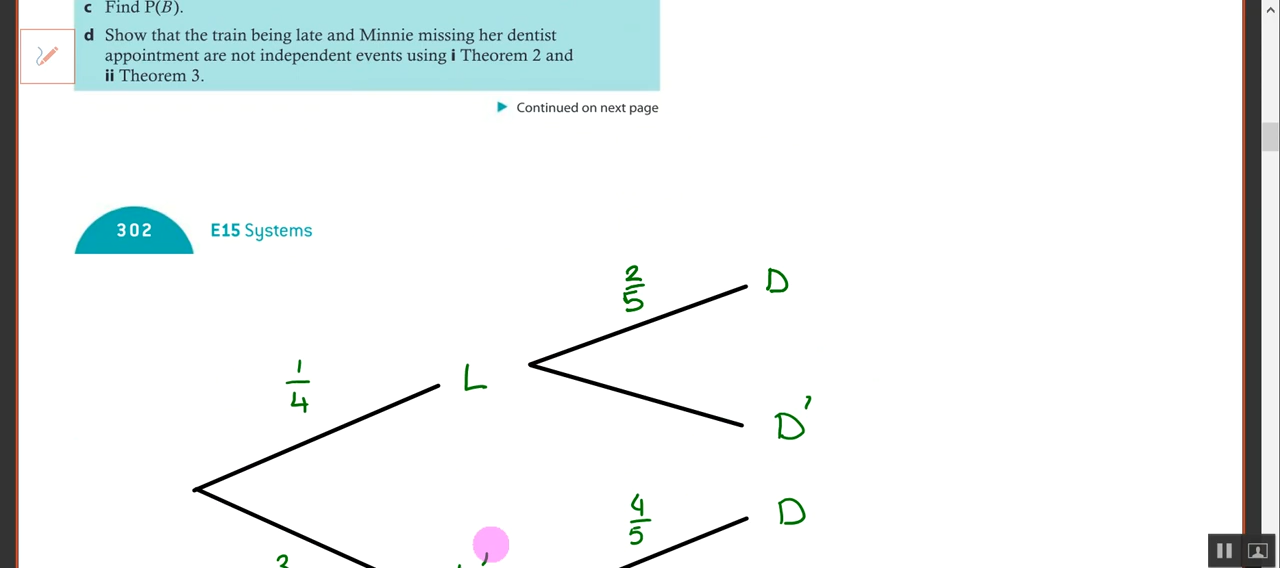 c Find P(B).
d Show that the train being late and Minnie missing her dentist
appointment are not independent events using i Theorem 2 and
ii Theorem 3.
Continued on next page
302 E15 Systems
2/5 D
1/4 L
D'
4/5 D
3